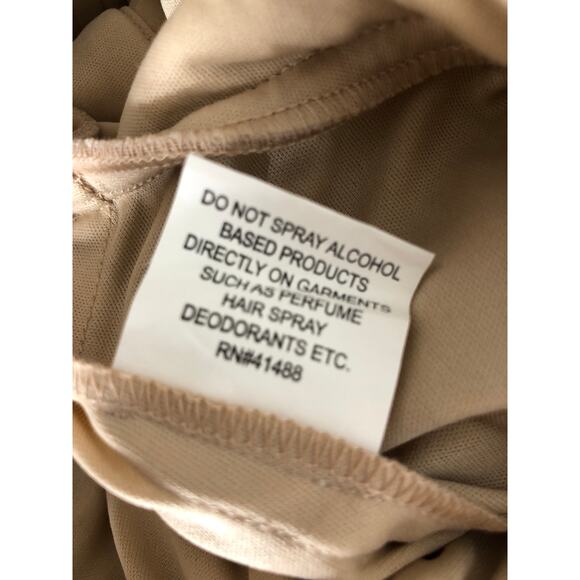 DO NOT SPRAY ALCOHOL
BASED PRODUCTS
DIRECTLY ON GARMENTS
SUCH AS PERFUME
HAIR SPRAY
DEODORANTS ETC.
RN#41488